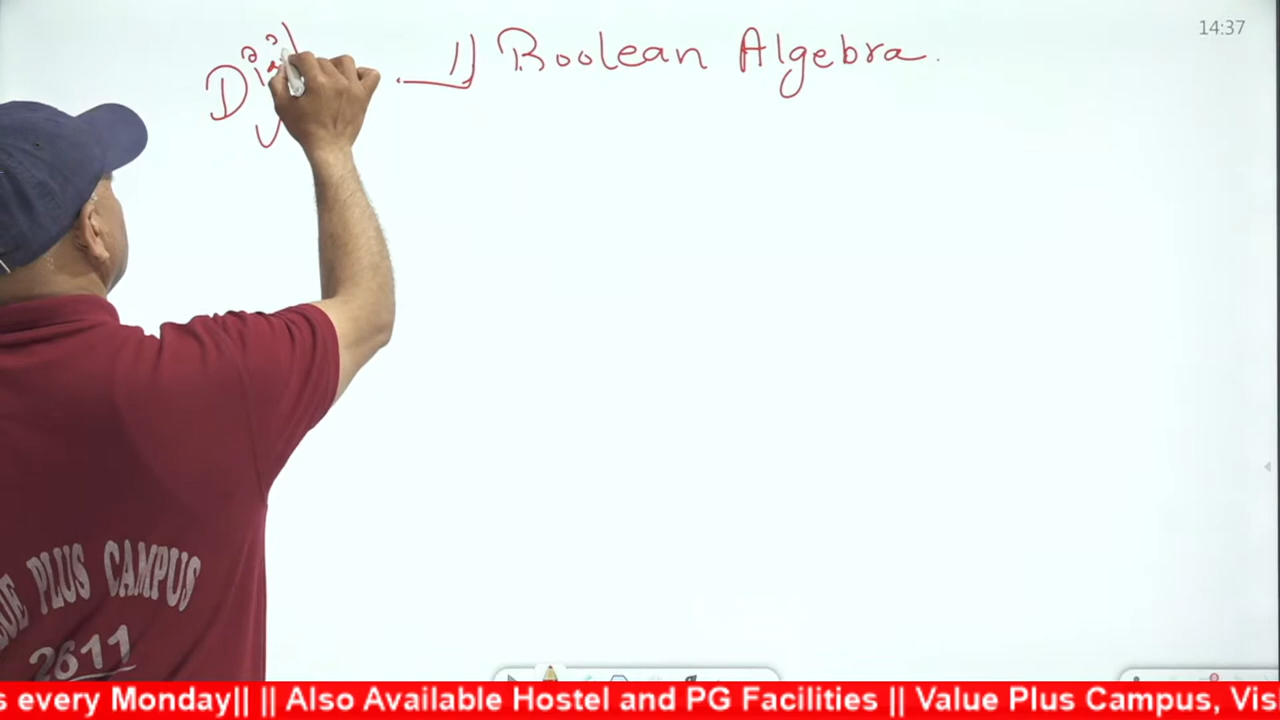 14:37
1) Boolean Algebra.
PLUS CAMPUS
2611
every Monday|| || Also Available Hostel and PG Facilities || Value Plus Campus,